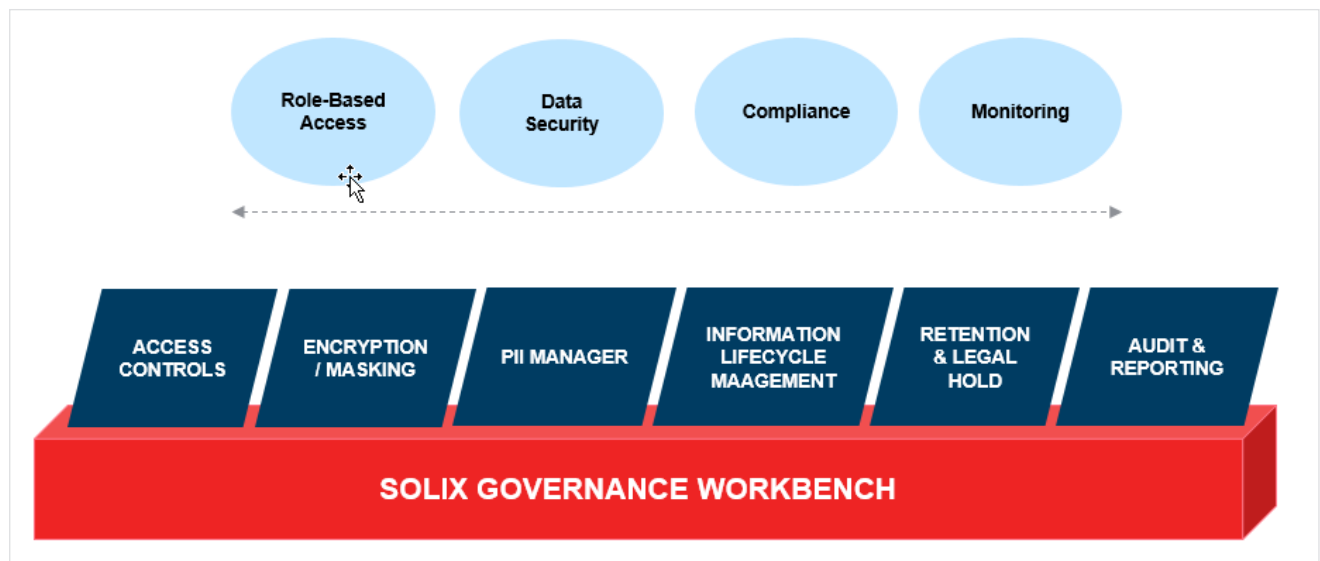 Role-Based
Access
Data
Security
Compliance
Monitoring
ACCESS
CONTROLS
ENCRYPTION
/ MASKING
PII MANAGER
INFORMATION
LIFECYCLE
MAAGEMENT
RETENTION
& LEGAL
HOLD
AUDIT &
REPORTING
SOLIX GOVERNANCE WORKBENCH